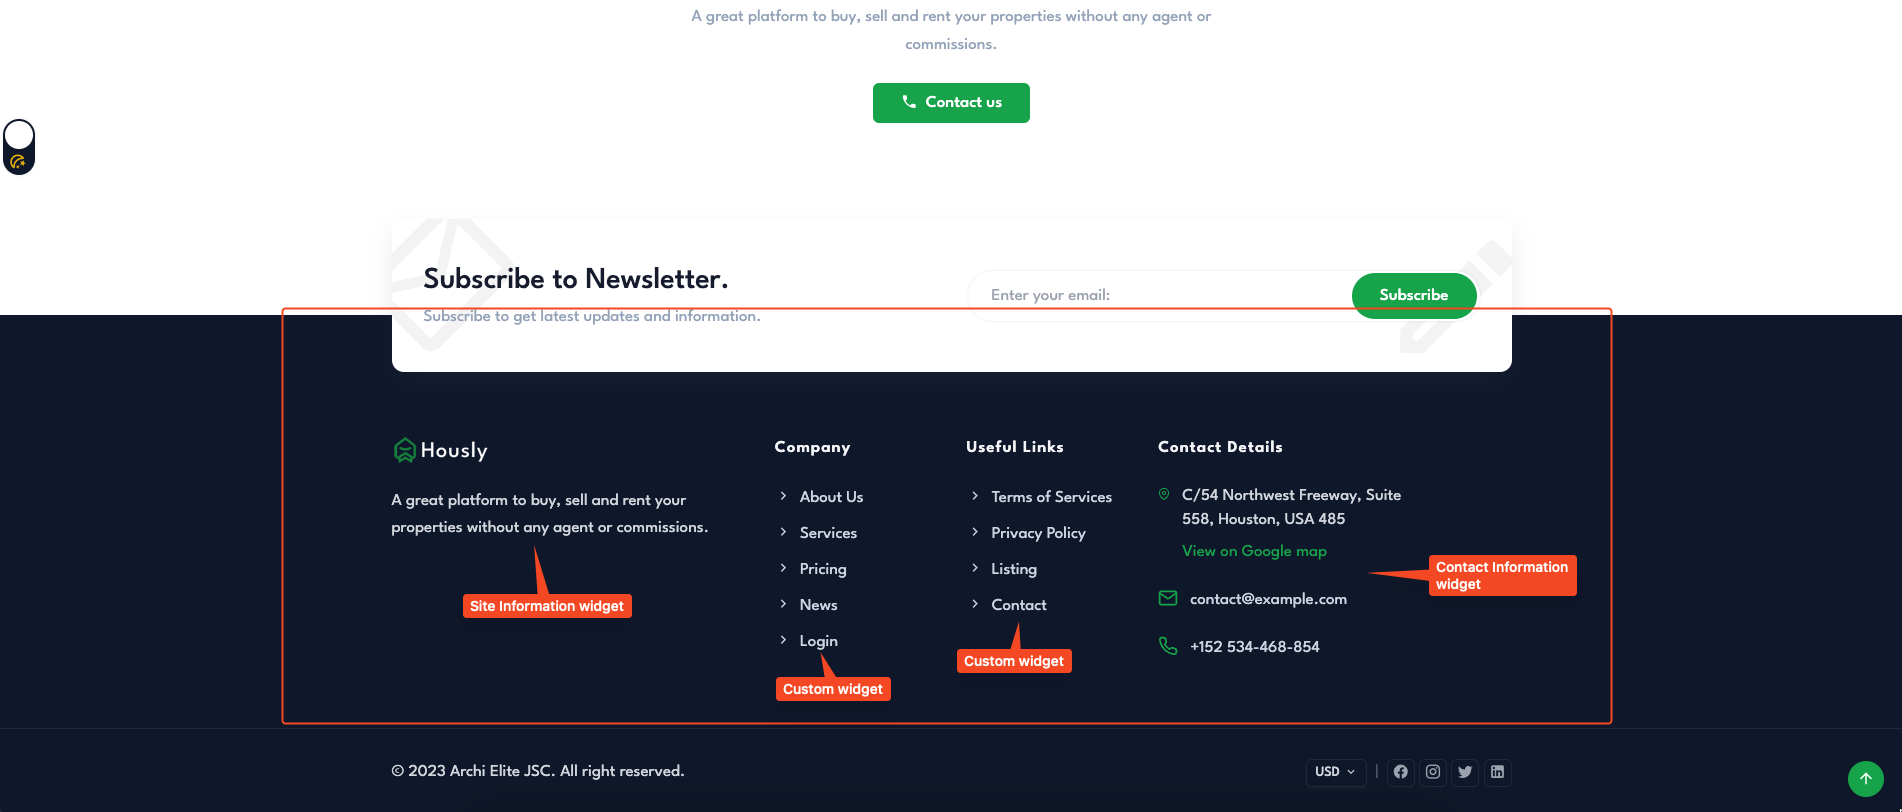 A great platform to buy, sell and rent your properties without any agent or
commissions.
Contact us
Subscribe to Newsletter.
Subscribe to get latest updates and information.
Enter your email:
Subscribe
Hously
A great platform to buy, sell and rent your
properties without any agent or commissions.
Site Information widget
Company
About Us
Services
Pricing
News
Login
Custom widget
Useful Links
Terms of Services
Privacy Policy
Listing
Contact
Custom widget
Contact Details
C/54 Northwest Freeway, Suite
558, Houston, USA 485
View on Google map
contact@example.com
+152 534-468-854
Contact Information
widget
© 2023 Archi Elite JSC. All right reserved.
USD